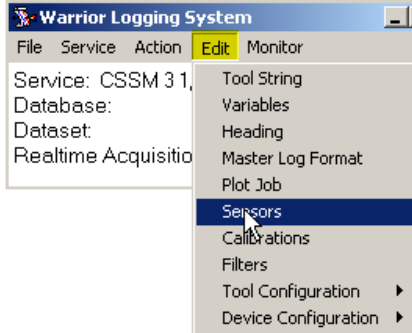 Warrior Logging System
File Service Action Edit Monitor
Service: CSSM 3 1,
Database:
Dataset:
Realtime Acquisitio
Tool String
Variables
Heading
Master Log Format
Plot Job
Sensors
Calibrations
Filters
Tool Configuration
Device Configuration